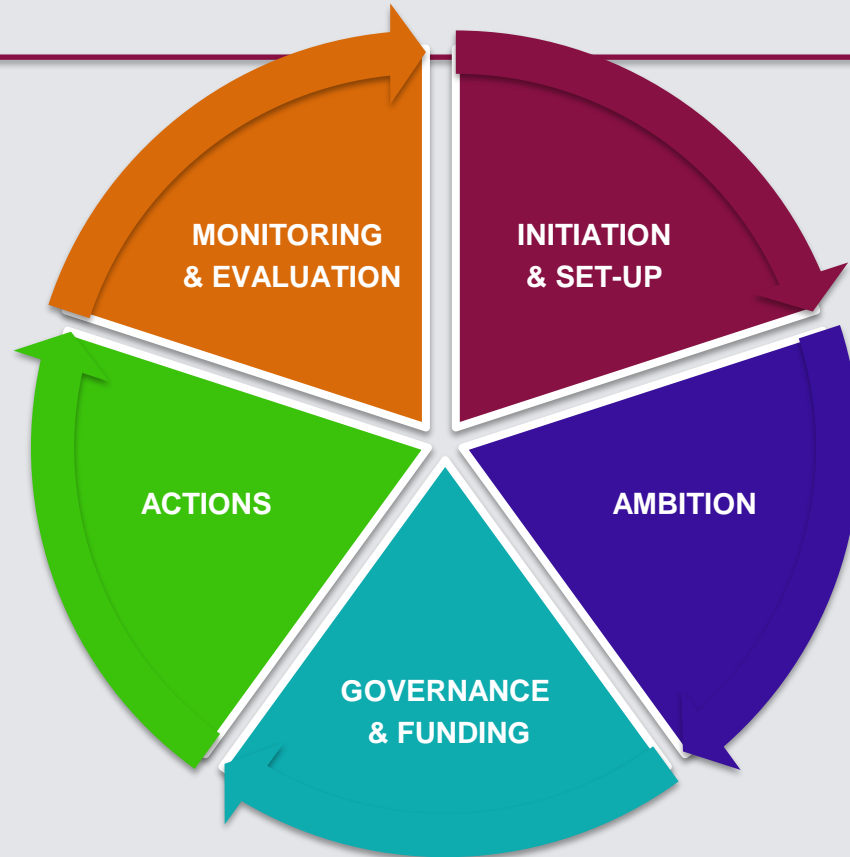 INITIATION
& SET-UP
AMBITION
GOVERNANCE
& FUNDING
ACTIONS
MONITORING
& EVALUATION